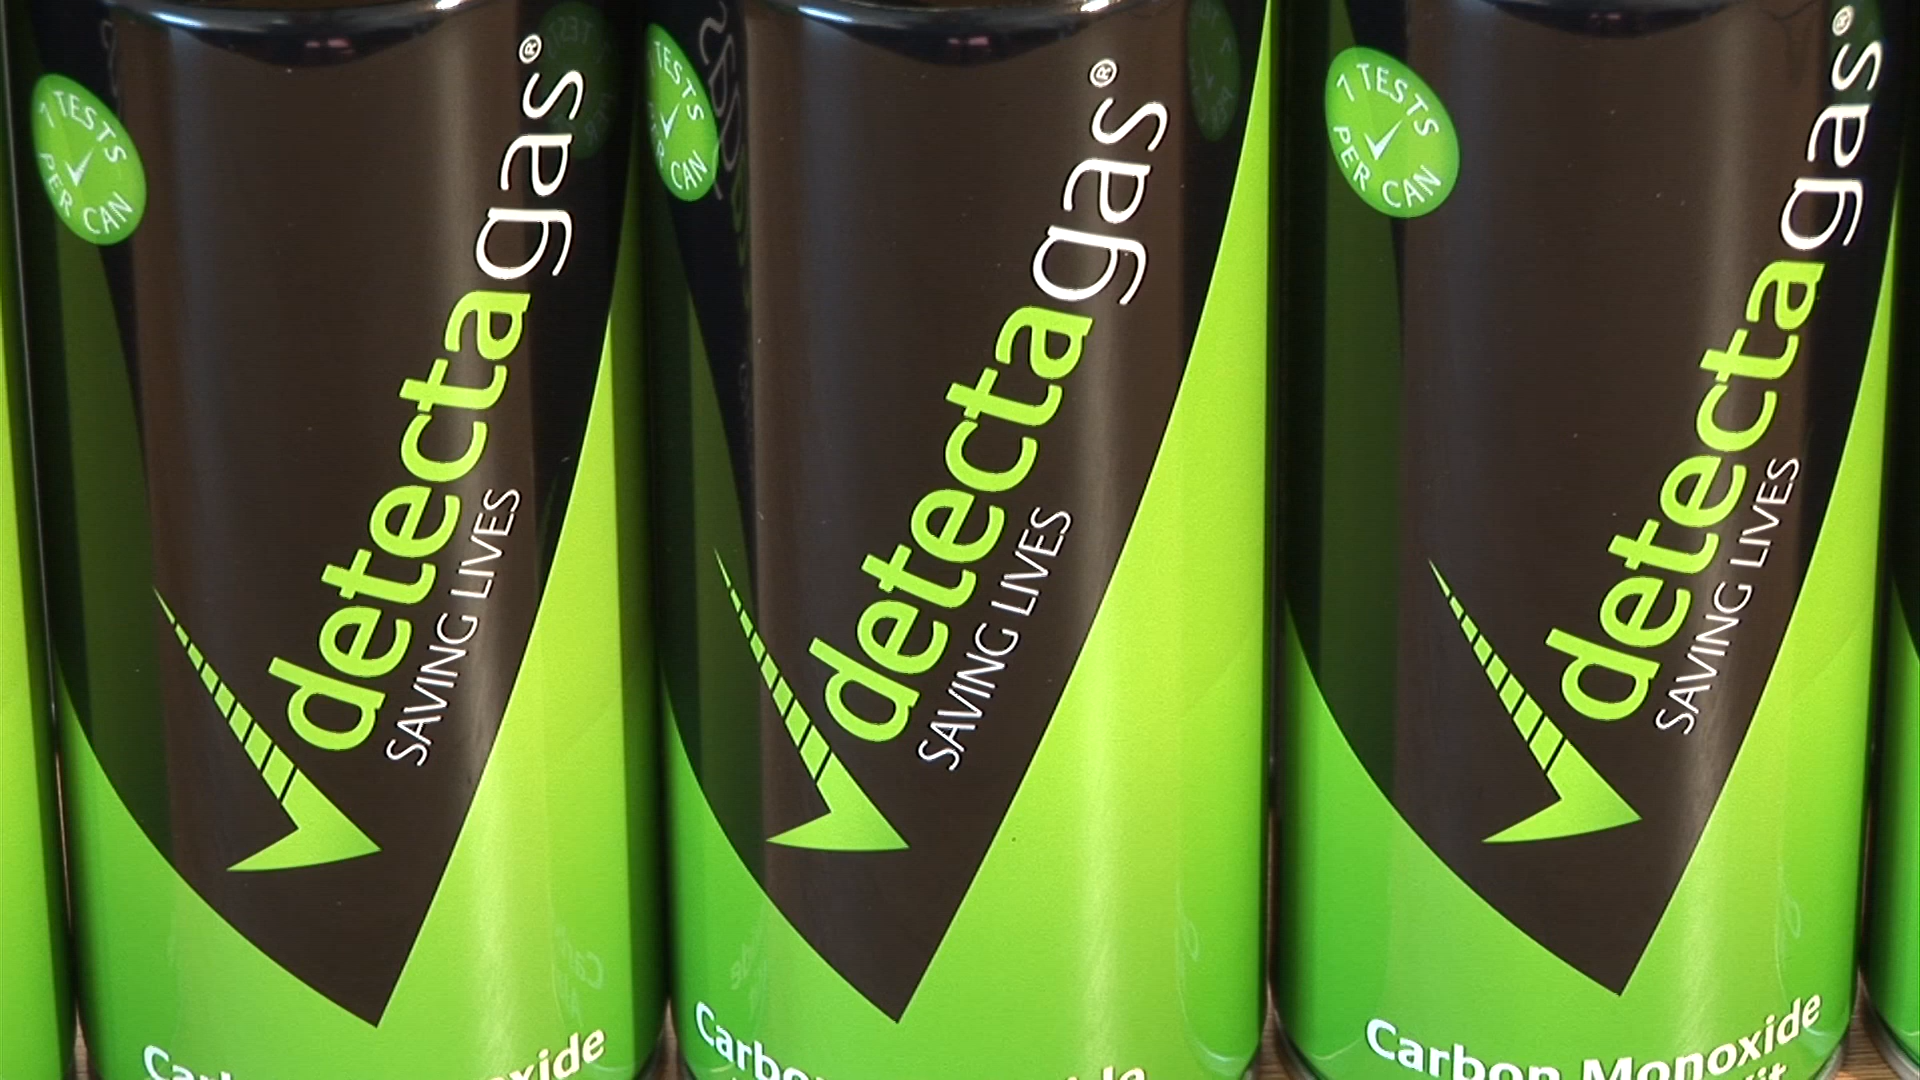 7 TESTS
PER CAN
detectagas®
SAVING LIVES
TESTS
PER CAN
detectagas®
SAVING LIVES
7 TESTS
PER CAN
detectagas®
SAVING LIVES
Carbon Monoxide